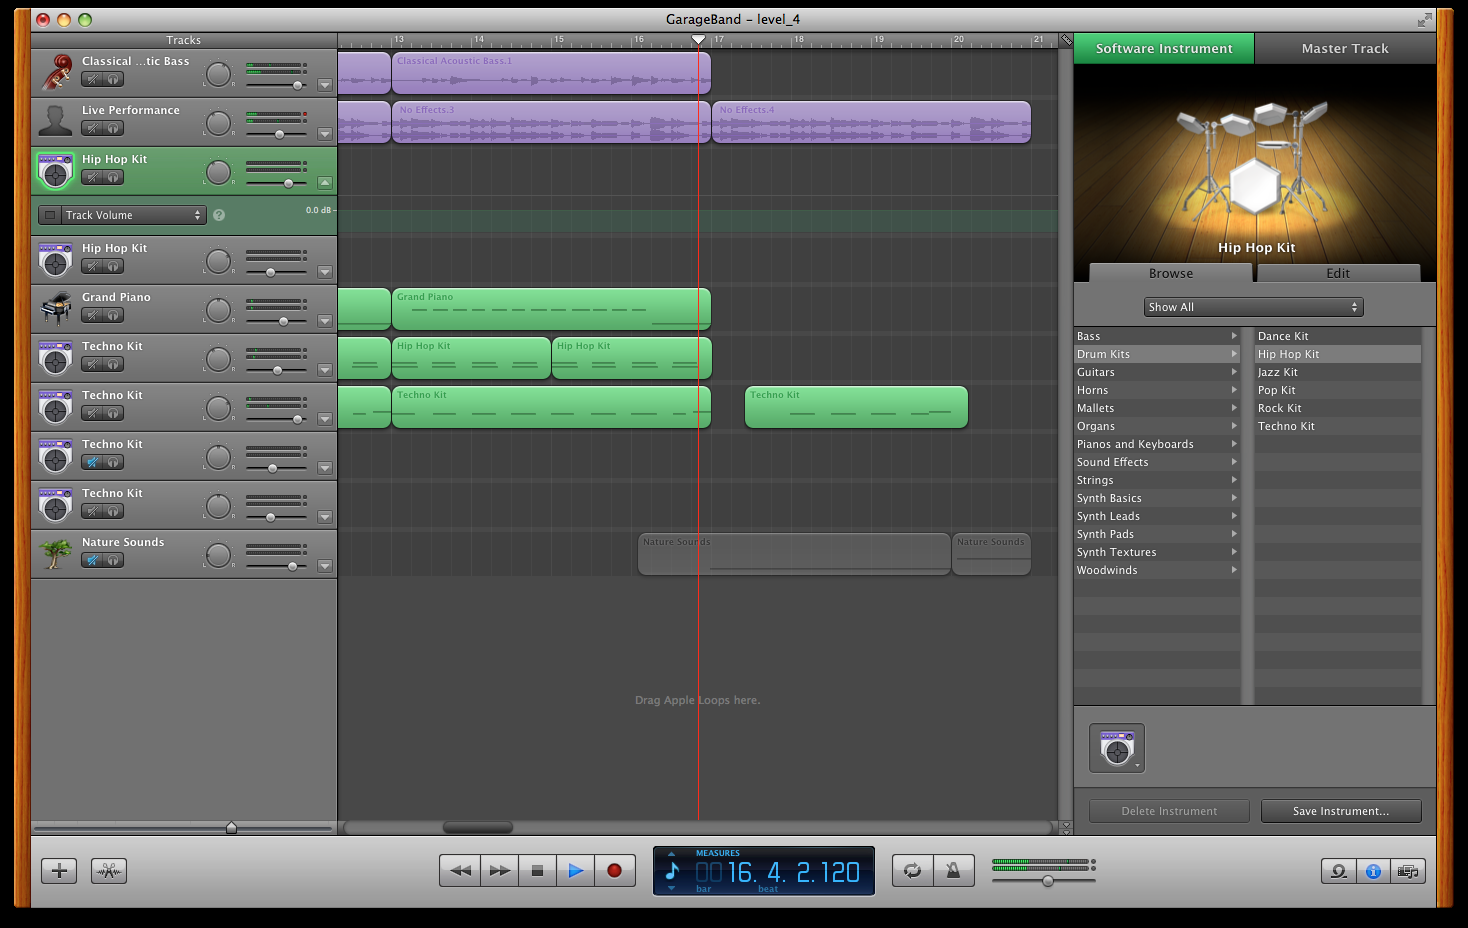 GarageBand – level_4
Tracks
13 14 15 16 17 18 19 20 21
Software Instrument
Master Track
Classical ...tic Bass
L R
Classical Acoustic Bass.1
Live Performance
L R
No Effects.3
No Effects.4
Hip Hop Kit
L R
Track Volume
?
0.0 dB
Hip Hop Kit
L R
Grand Piano
L R
Grand Piano
Techno Kit
L R
Hip Hop Kit
Hip Hop Kit
Techno Kit
L R
Techno Kit
Techno Kit
Techno Kit
L R
Techno Kit
L R
Nature Sounds
L R
Nature Sounds
Nature Sounds
Drag Apple Loops here.
Hip Hop Kit
Browse
Edit
Show All
Bass
Drum Kits
Guitars
Horns
Mallets
Organs
Pianos and Keyboards
Sound Effects
Strings
Synth Basics
Synth Leads
Synth Pads
Synth Textures
Woodwinds
Dance Kit
Hip Hop Kit
Jazz Kit
Pop Kit
Rock Kit
Techno Kit
Delete Instrument
Save Instrument...
MEASURES
0016. 4. 2.120
bar beat